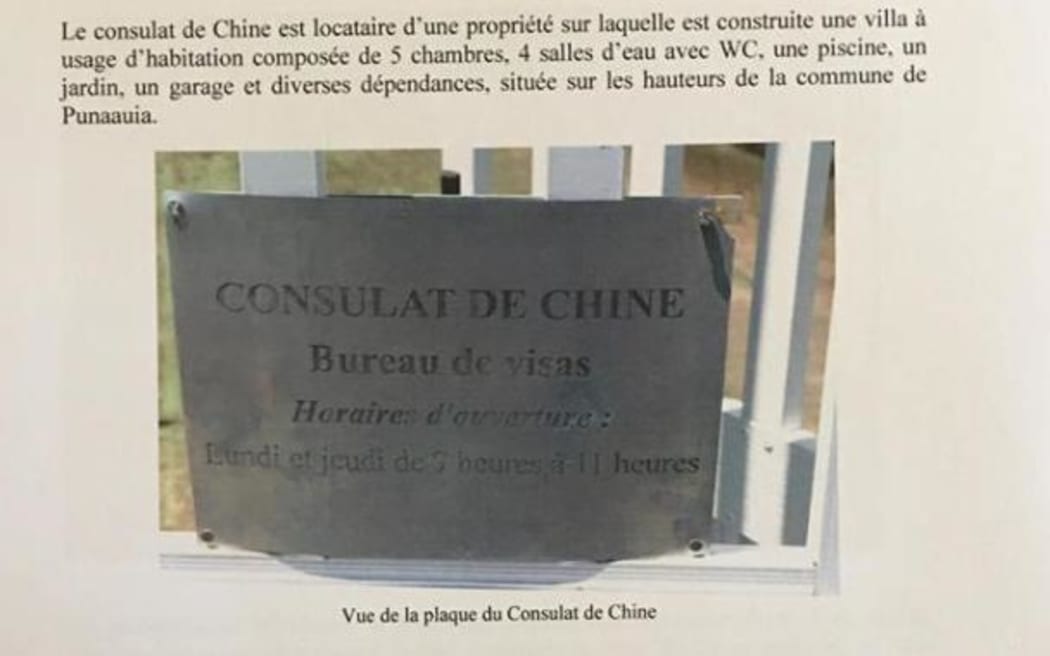 Le consulat de Chine est locataire d'une propriété sur laquelle est construite une villa à
usage d'habitation composée de 5 chambres, 4 salles d'eau avec WC, une piscine, un
jardin, un garage et diverses dépendances, située sur les hauteurs de la commune de
Punaauia.
CONSULAT DE CHINE
Bureau de visas
Horaires d'ouverture :
Lundi et jeudi de heures à 11 heures
Vue de la plaque du Consulat de Chine